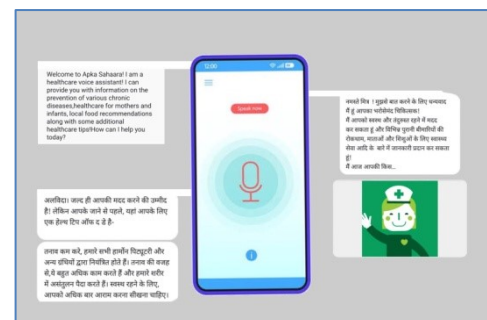 Welcome to Apka Sahaara! I am a
healthcare voice assistant! I can
provide you with information on the
prevention of various chronic
diseases,healthcare for mothers and
infants, local food recommendations
along with some additional
healthcare tips!How can I help you
today?
12:00
Speak now
नमस्ते मित्र ! मुझसे बात करने के लिए धन्यवाद
मैं हूं आपका भरोसेमंद चिकित्सक!
मैं आपको स्वस्थ और तंदुरुस्त रहने में मदद
कर सकता हूं और विभिन्न पुरानी बीमारियों की
रोकथाम, माताओं और शिशुओं के लिए स्वास्थ्य
सेवा आदि के बारे में जानकारी प्रदान कर सकता
हूं!
मैं आज आपकी किस...
अलविदा। जल्द ही आपकी मदद करने की उम्मीद
है! लेकिन आपके जाने से पहले, यहां आपके लिए
एक हेल्थ टिप ऑफ द डे है-
तनाव कम करे, हमारे सभी हार्मोन पिट्यूटरी और
अन्य ग्रंथियों द्वारा नियंत्रित होते हैं। तनाव की वजह
से,ये बहुत अधिक काम करते हैं और हमारे शरीर
में असंतुलन पैदा करते हैं। स्वस्थ रहने के लिए,
आपको अधिक बार आराम करना सीखना चाहिए।